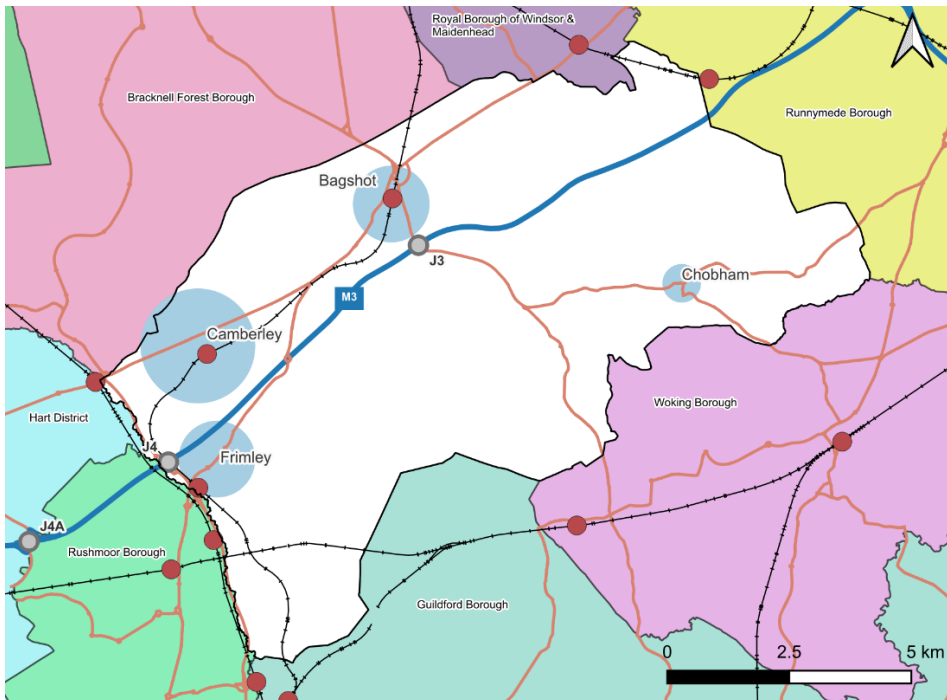 Royal Borough of Windsor &
Maidenhead
Bracknell Forest Borough
Runnymede Borough
Bagshot
J3
Chobham
M3
Camberley
Woking Borough
Hart District
J4
Frimley
J4A
Rushmoor Borough
Guildford Borough
0 2.5 5 km